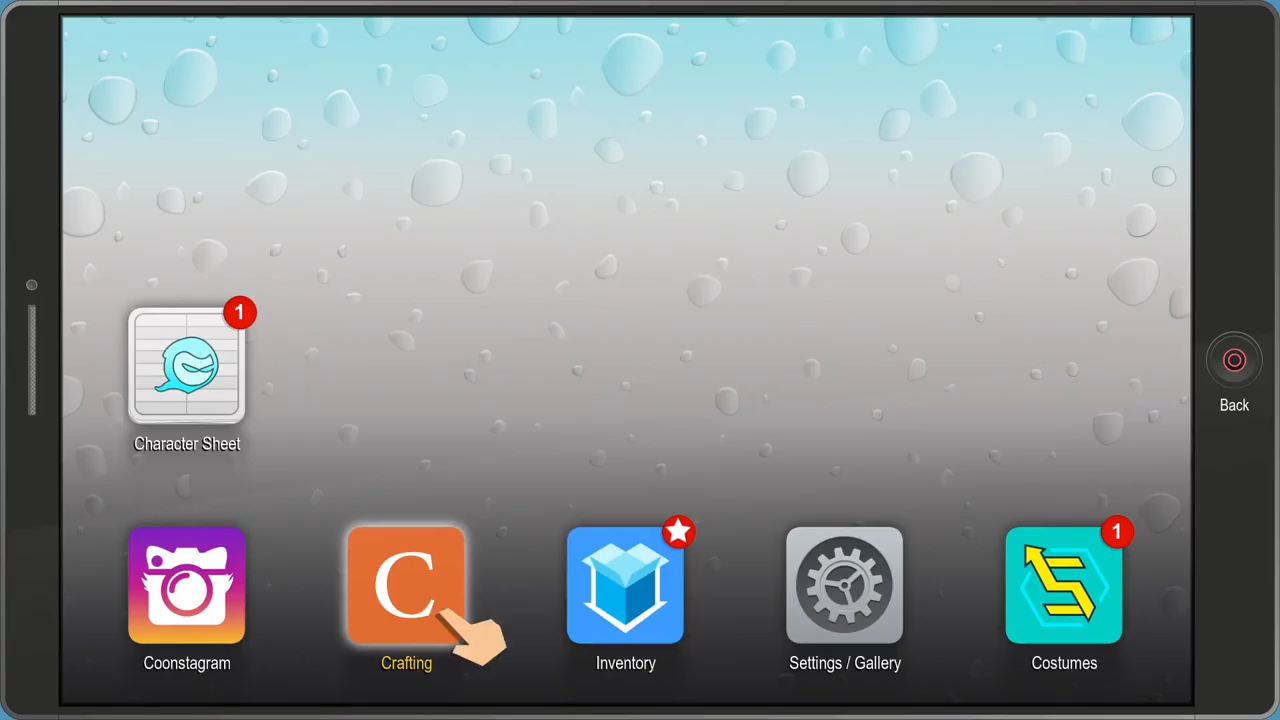 1
Character Sheet
Back
1
C
Coonstagram
Crafting
Inventory
Settings / Gallery
Costumes